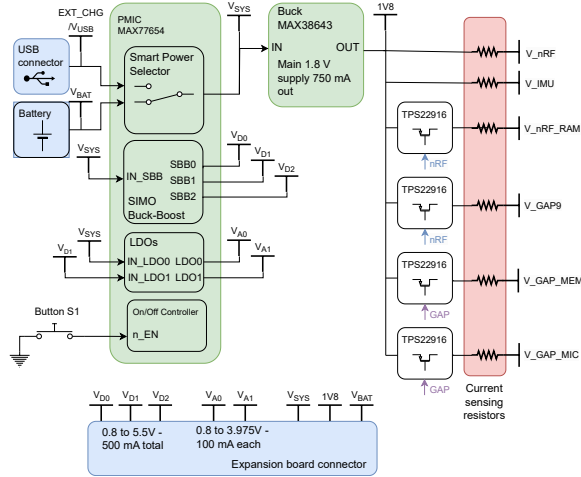 EXT_CHG
/VUSB
USB
connector
VBAT
Battery
PMIC
MAX77654
Smart Power
Selector
VSYS
Buck
MAX38643
IN
OUT
Main 1.8 V
supply 750 mA
out
1V8
V_nRF
V_IMU
TPS22916
nRF
V_nRF_RAM
TPS22916
nRF
V_GAP9
TPS22916
GAP
V_GAP_MEM
TPS22916
GAP
V_GAP_MIC
Current
sensing
resistors
VSYS
IN_SBB
SIMO
Buck-Boost
SBB0
SBB1
SBB2
VD0
VD1
VD2
VSYS
VD1
LDOs
IN_LDO0 LDO0
IN_LDO1 LDO1
VA0
VA1
Button S1
On/Off Controller
n_EN
VD0 VD1 VD2 VA0 VA1 VSYS 1V8 VBAT
0.8 to 5.5V -
500 mA total
0.8 to 3.975V -
100 mA each
Expansion board connector